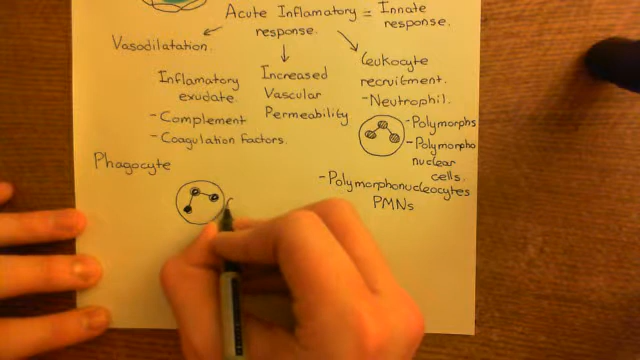 Acute Inflamatory = Innate
response. response.
Vasodilatation.
Inflamatory
exudate
- Complement
- Coagulation factors.
Increased
Vascular
Permeability
Leukocyte
recruitment.
- Neutrophil.
- Polymorphs
- Polymorpho
nuclear
cells.
- Polymorphonucleocytes
PMNs
Phagocyte